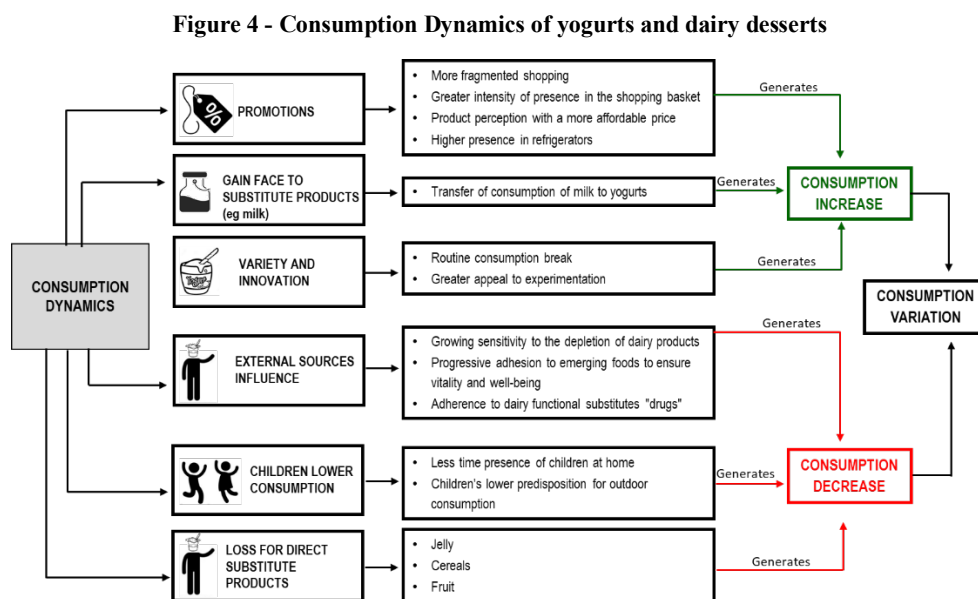 Figure 4 - Consumption Dynamics of yogurts and dairy desserts
CONSUMPTION
DYNAMICS
%
PROMOTIONS
• More fragmented shopping
• Greater intensity of presence in the shopping basket
• Product perception with a more affordable price
• Higher presence in refrigerators
Generates
GAIN FACE TO
SUBSTITUTE PRODUCTS
(eg milk)
• Transfer of consumption of milk to yogurts
Generates
CONSUMPTION
INCREASE
VARIETY AND
INNOVATION
• Routine consumption break
• Greater appeal to experimentation
Generates
CONSUMPTION
VARIATION
EXTERNAL SOURCES
INFLUENCE
• Growing sensitivity to the depletion of dairy products
• Progressive adhesion to emerging foods to ensure
vitality and well-being
• Adherence to dairy functional substitutes "drugs"
Generates
CHILDREN LOWER
CONSUMPTION
• Less time presence of children at home
• Children's lower predisposition for outdoor
consumption
Generates
CONSUMPTION
DECREASE
LOSS FOR DIRECT
SUBSTITUTE
PRODUCTS
• Jelly
• Cereals
• Fruit
Generates